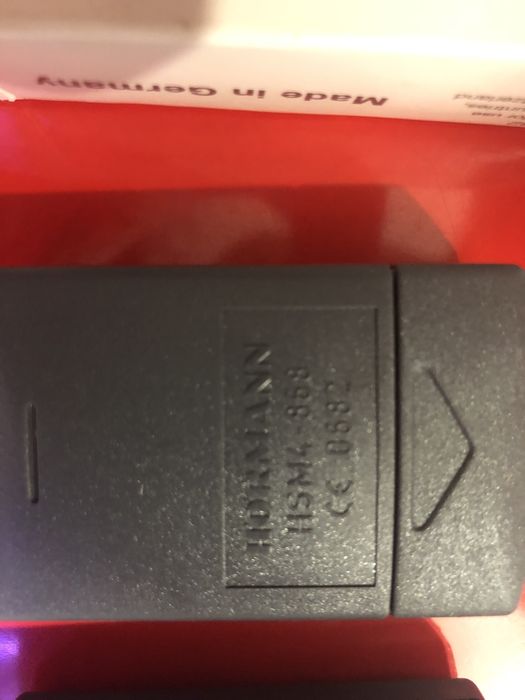 Made in Germany
HÖRMANN
HSM4-868
CE 0682